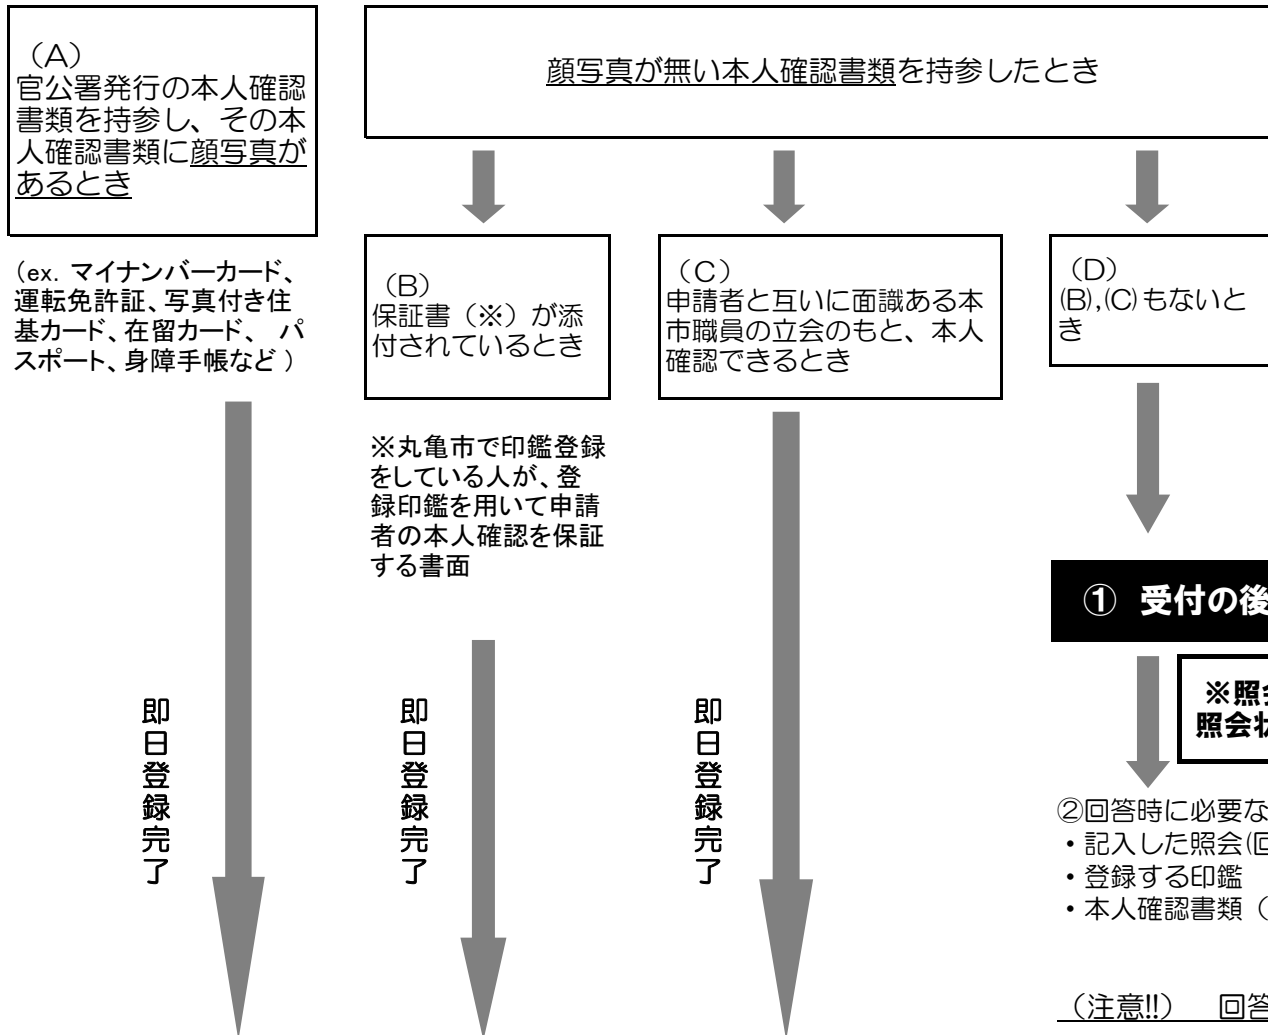 （A）
官公署発行の本人確認
書類を持参し、その本
人確認書類に顔写真が
あるとき
（ex. マイナンバーカード、
運転免許証、写真付き住
基カード、在留カード、 パ
スポート、身障手帳など ）
即日登録完了
顔写真が無い本人確認書類を持参したとき
（B）
保証書（※）が添
付されているとき
※丸亀市で印鑑登録
をしている人が、登
録印鑑を用いて申請
者の本人確認を保証
する書面
即日登録完了
（C）
申請者と互いに面識ある本
市職員の立会のもと、本人
確認できるとき
即日登録完了
（D）
(B),(C)もないと
き
① 受付の後
※照会
照会状
②回答時に必要な
・記入した照会(回
・登録する印鑑
・本人確認書類（
（注意!!） 回答